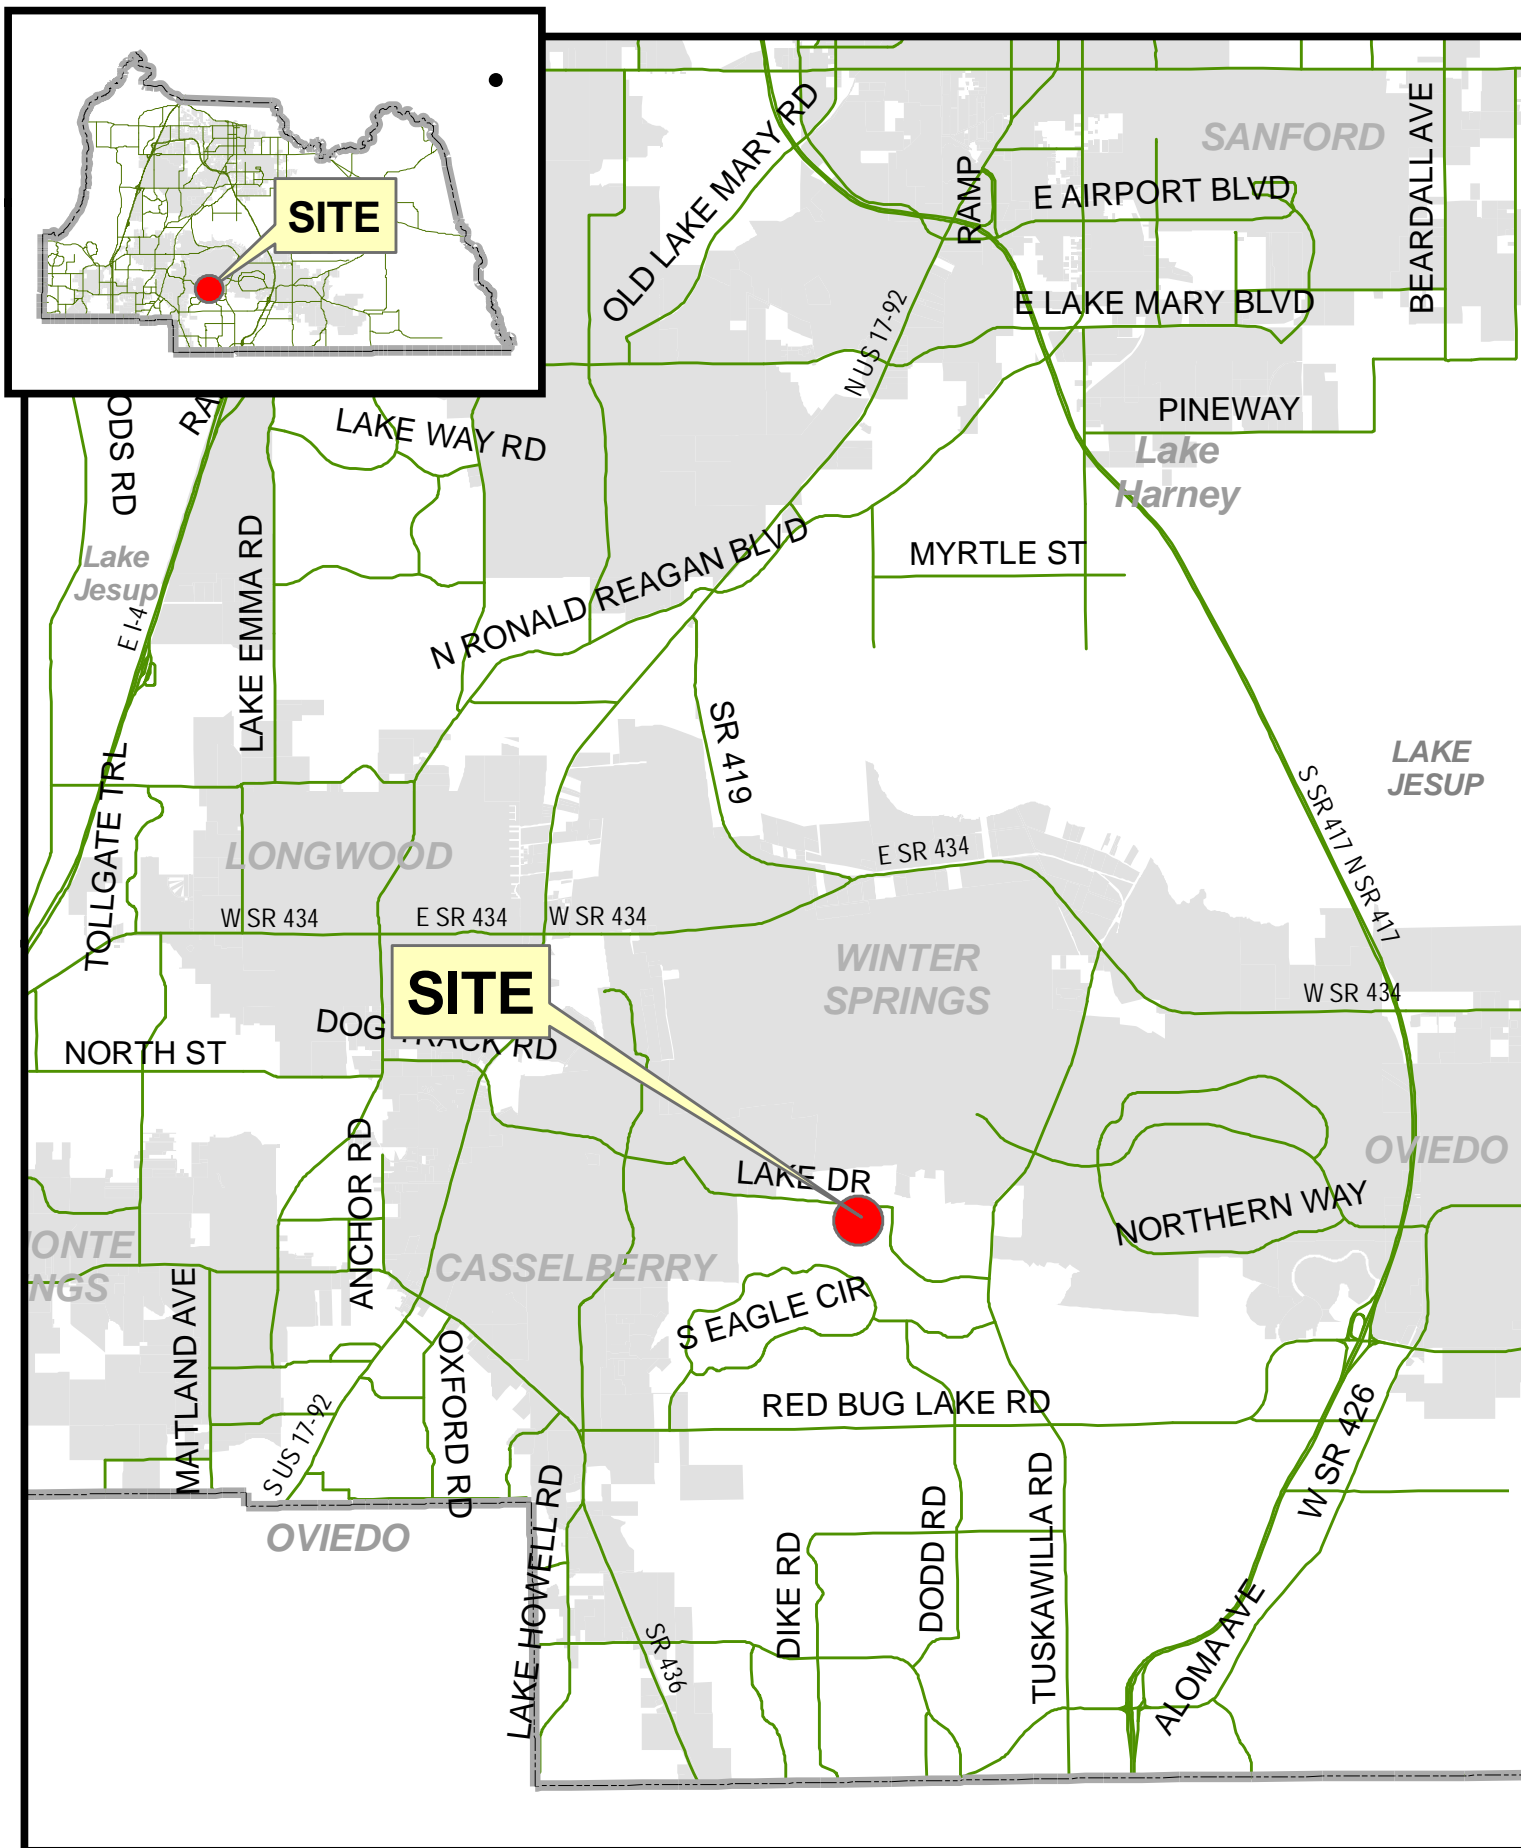 SITE
SANFORD
BEARDALL AVE
OLD LAKE MARY RD
RAMP
E AIRPORT BLVD
E LAKE MARY BLVD
N US 17-92
PINEWAY
ODS RD
RA
LAKE WAY RD
Lake
Harney
LAKE EMMA RD
N RONALD REAGAN BLVD
MYRTLE ST
Lake
Jesup
E I-4
SR 419
LAKE
JESUP
TOLLGATE TRL
S SR 417
N SR 417
LONGWOOD
E SR 434
W SR 434
E SR 434
W SR 434
WINTER
SPRINGS
SITE
W SR 434
DOG TRACK RD
NORTH ST
ANCHOR RD
LAKE DR
OVIEDO
NORTHERN WAY
ONTE
NGS
CASSELBERRY
MAITLAND AVE
S EAGLE CIR
OXFORD RD
RED BUG LAKE RD
S US 17-92
W SR 426
LAKE HOWELL RD
TUSKAWILLA RD
DODD RD
OVIEDO
DIKE RD
SR 436
ALOMA AVE